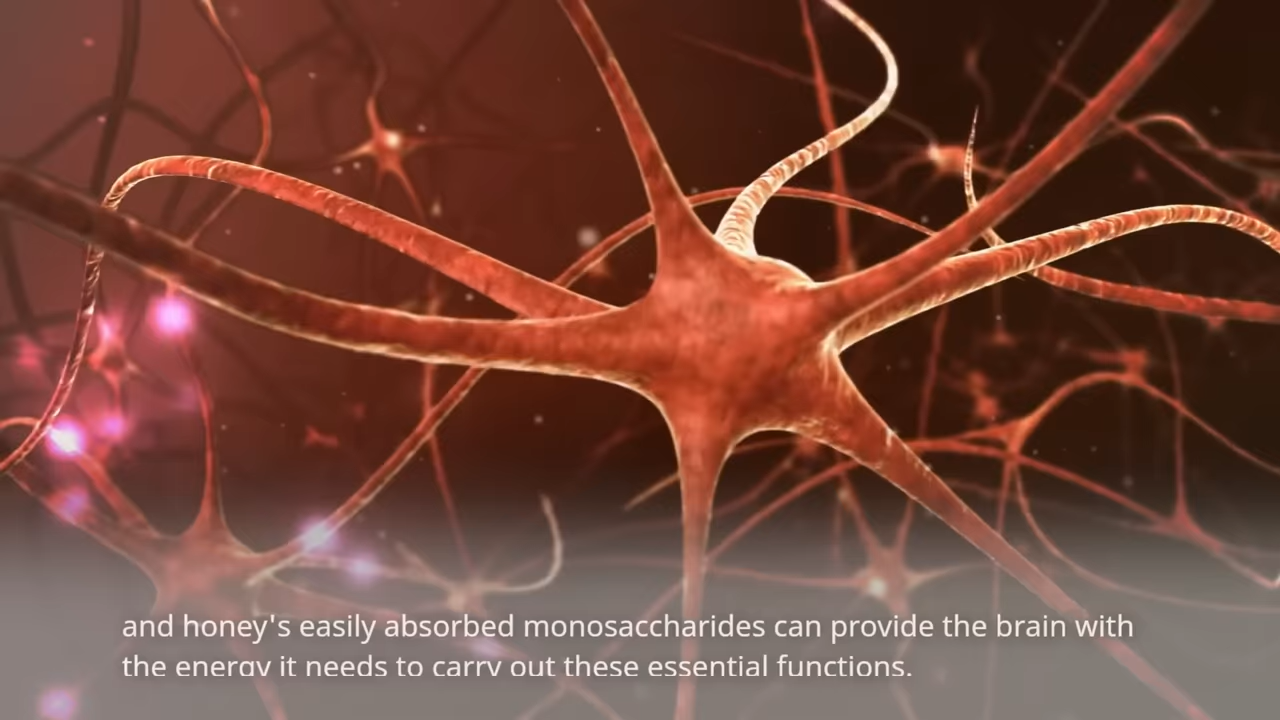 and honey's easily absorbed monosaccharides can provide the brain with
the energy it needs to carry out these essential functions.